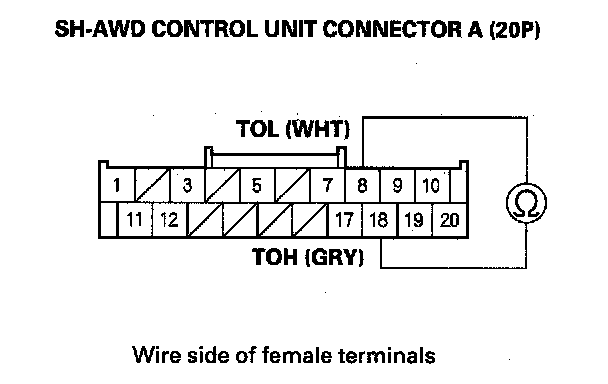 SH-AWD CONTROL UNIT CONNECTOR A (20P)
TOL (WHT)
1 3 5 7 8 9 10
Ω
11 12 17 18 19 20
TOH (GRY)
Wire side of female terminals